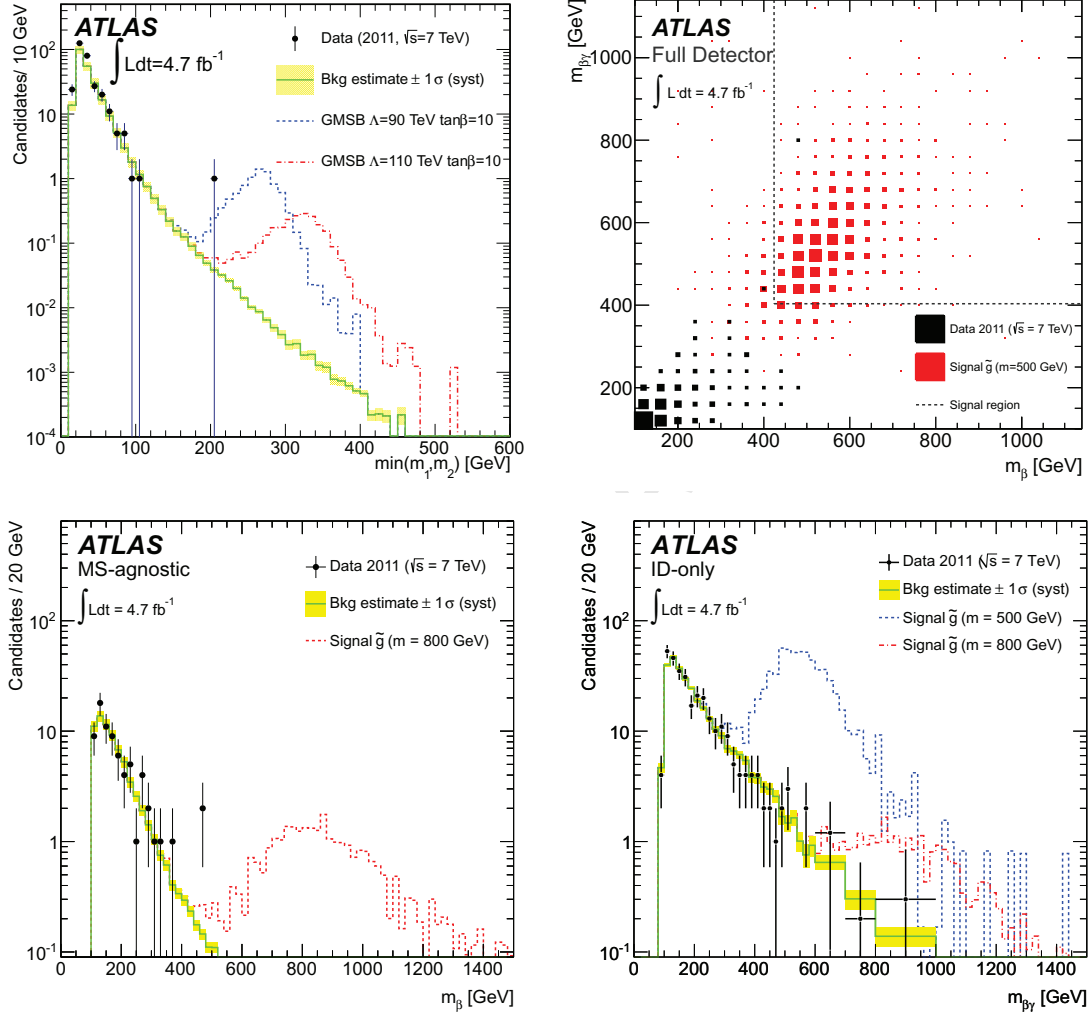 ATLAS
∫ Ldt=4.7 fb⁻¹
Data (2011, √s=7 TeV)
Bkg estimate ± 1σ (syst)
GMSB Λ=90 TeV tanβ=10
GMSB Λ=110 TeV tanβ=10
Candidates/ 10 GeV
10²
10
1
10⁻¹
10⁻²
10⁻³
10⁻⁴
0 100 200 300 400 500 600
min(m₁,m₂) [GeV]
ATLAS
Full Detector
∫ L dt = 4.7 fb⁻¹
m_βγ [GeV]
1000
800
600
400
200
Data 2011 (√s = 7 TeV)
Signal g̃ (m=500 GeV)
Signal region
200 400 600 800 1000
m_β [GeV]
ATLAS
MS-agnostic
∫ Ldt = 4.7 fb⁻¹
Data 2011 (√s = 7 TeV)
Bkg estimate ± 1σ (syst)
Signal g̃ (m = 800 GeV)
Candidates / 20 GeV
10²
10
1
10⁻¹
0 200 400 600 800 1000 1200 1400
m_β [GeV]
ATLAS
ID-only
∫ Ldt = 4.7 fb⁻¹
Data 2011 (√s = 7 TeV)
Bkg estimate ± 1σ (syst)
Signal g̃ (m = 500 GeV)
Signal g̃ (m = 800 GeV)
Candidates / 20 GeV
10²
10
1
10⁻¹
0 200 400 600 800 1000 1200 1400
m_βγ [GeV]